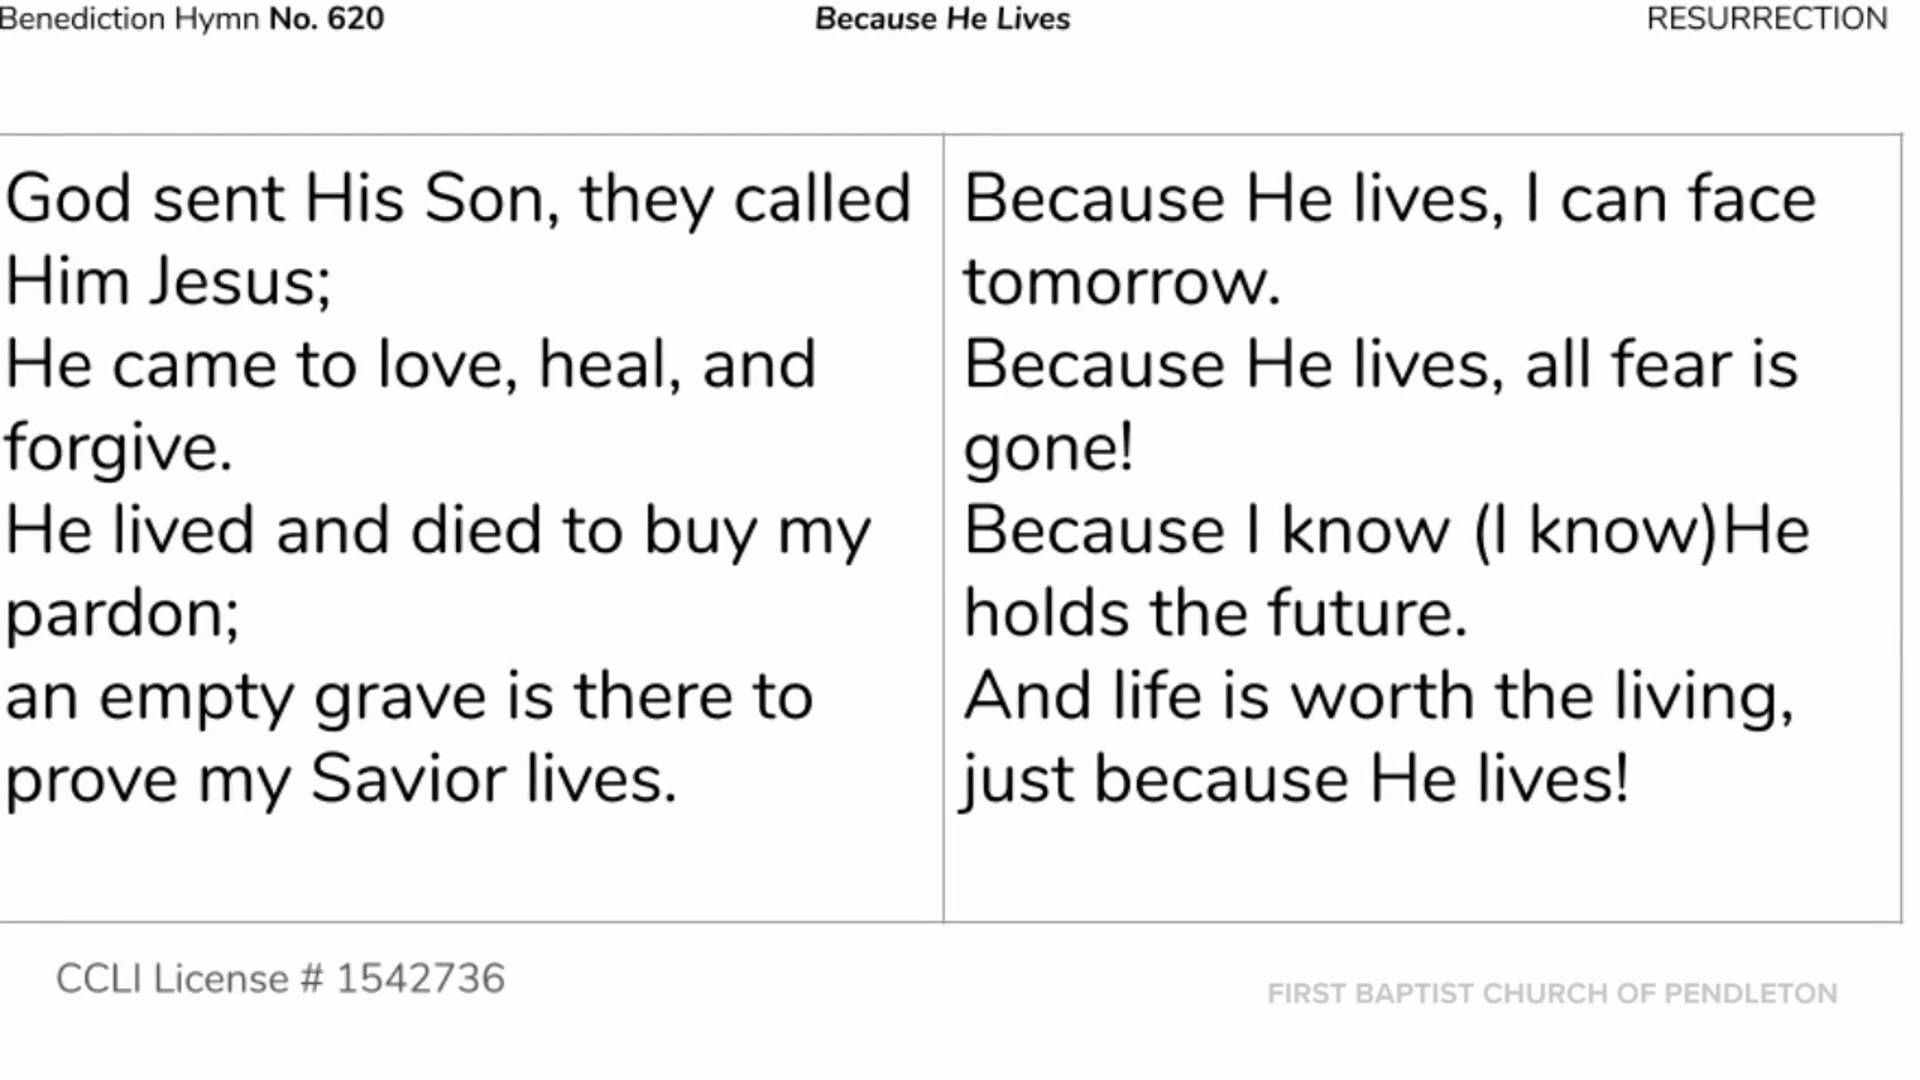 Benediction Hymn No. 620
Because He Lives
RESURRECTION
God sent His Son, they called
Him Jesus;
He came to love, heal, and
forgive.
He lived and died to buy my
pardon;
an empty grave is there to
prove my Savior lives.
Because He lives, I can face
tomorrow.
Because He lives, all fear is
gone!
Because I know (I know)He
holds the future.
And life is worth the living,
just because He lives!
CCLI License # 1542736
FIRST BAPTIST CHURCH OF PENDLETON